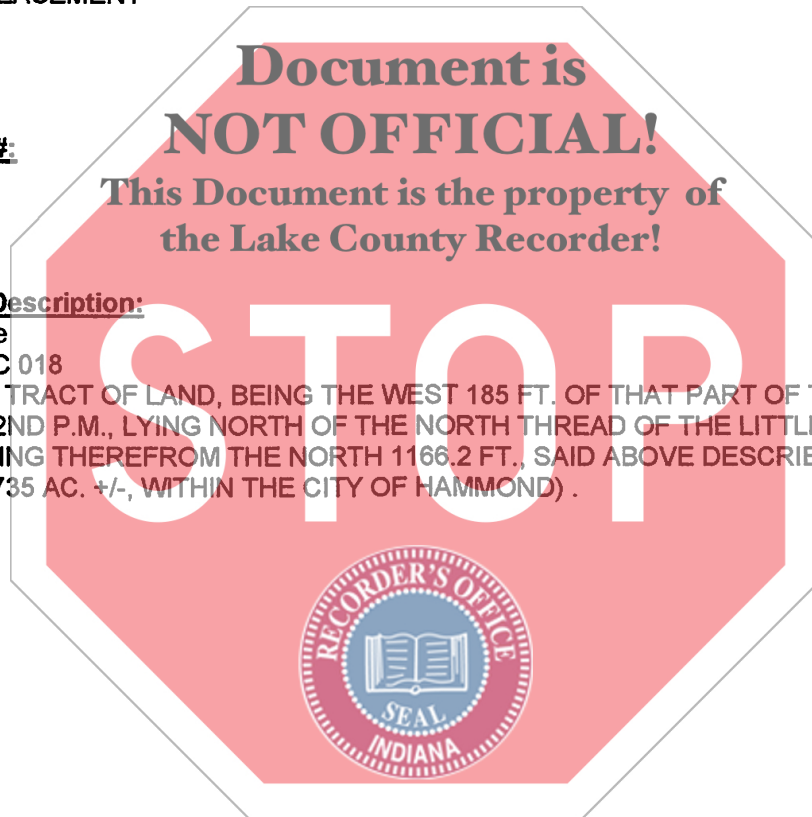 LACEMENT
Document is
NOT OFFICIAL!
#:
This Document is the property of
the Lake County Recorder!
Description:
e
C 018
TRACT OF LAND, BEING THE WEST 185 FT. OF THAT PART OF T
2ND P.M., LYING NORTH OF THE NORTH THREAD OF THE LITTL
ING THEREFROM THE NORTH 1166.2 FT., SAID ABOVE DESCRIE
735 AC. +/-, WITHIN THE CITY OF HAMMOND) .
STOP
RECORDER'S OFFICE
SEAL
INDIANA